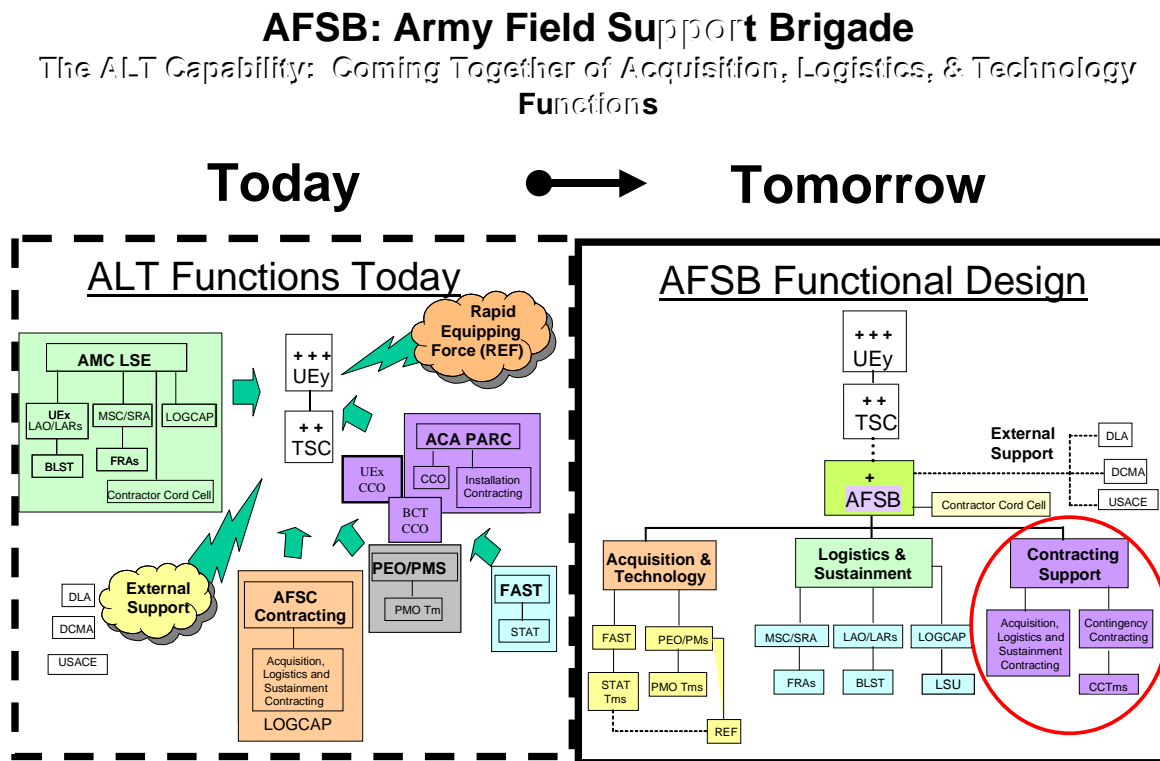 AFSB: Army Field Support Brigade
The ALT Capability: Coming Together of Acquisition, Logistics, & Technology
Functions
Today
Tomorrow
ALT Functions Today
AMC LSE
UEx
LAO/LARs
MSC/SRA
LOGCAP
BLST
FRAs
Contractor Cord Cell
+ + +
UEy
+ +
TSC
Rapid
Equipping
Force (REF)
ACA PARC
CCO
Installation
Contracting
UEx
CCO
BCT
CCO
PEO/PMS
PMO Tm
FAST
STAT
AFSC
Contracting
Acquisition,
Logistics and
Sustainment
Contracting
LOGCAP
External
Support
DLA
DCMA
USACE
AFSB Functional Design
+ + +
UEy
+ +
TSC
+
AFSB
External
Support
DLA
DCMA
USACE
Contractor Cord Cell
Acquisition &
Technology
FAST
PEO/PMs
STAT
Tms
PMO Tms
REF
Logistics &
Sustainment
MSC/SRA
LAO/LARs
LOGCAP
FRAs
BLST
LSU
Contracting
Support
Acquisition,
Logistics and
Sustainment
Contracting
Contingency
Contracting
CCTms